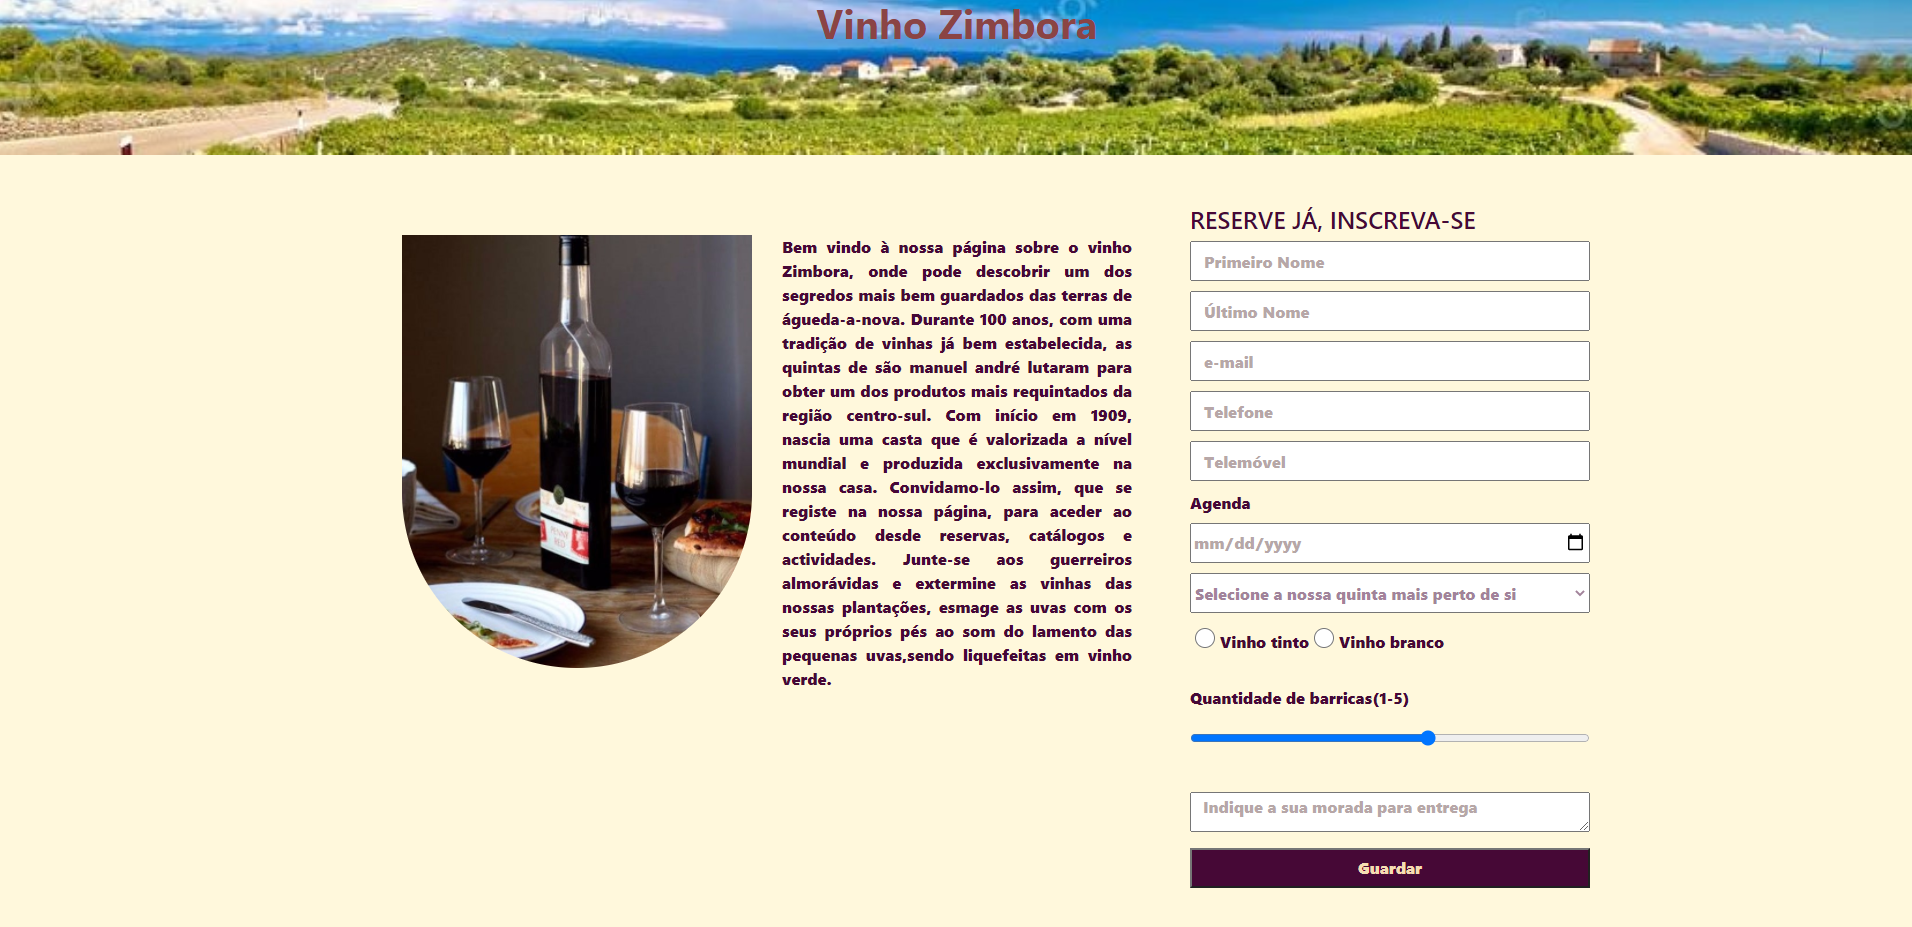 Vinho Zimbora
Bem vindo à nossa página sobre o vinho
Zimbora, onde pode descobrir um dos
segredos mais bem guardados das terras de
águeda-a-nova. Durante 100 anos, com uma
tradição de vinhas já bem estabelecida, as
quintas de são manuel andré lutaram para
obter um dos produtos mais requintados da
região centro-sul. Com início em 1909,
nascia uma casta que é valorizada a nível
mundial e produzida exclusivamente na
nossa casa. Convidamo-lo assim, que se
registe na nossa página, para aceder ao
conteúdo desde reservas, catálogos e
actividades. Junte-se aos guerreiros
almorávidas e extermine as vinhas das
nossas plantações, esmage as uvas com os
seus próprios pés ao som do lamento das
pequenas uvas,sendo liquefeitas em vinho
verde.
RESERVE JÁ, INSCREVA-SE
Primeiro Nome
Último Nome
e-mail
Telefone
Telemóvel
Agenda
mm/dd/yyyy
Selecione a nossa quinta mais perto de si
Vinho tinto Vinho branco
Quantidade de barricas(1-5)
Indique a sua morada para entrega
Guardar